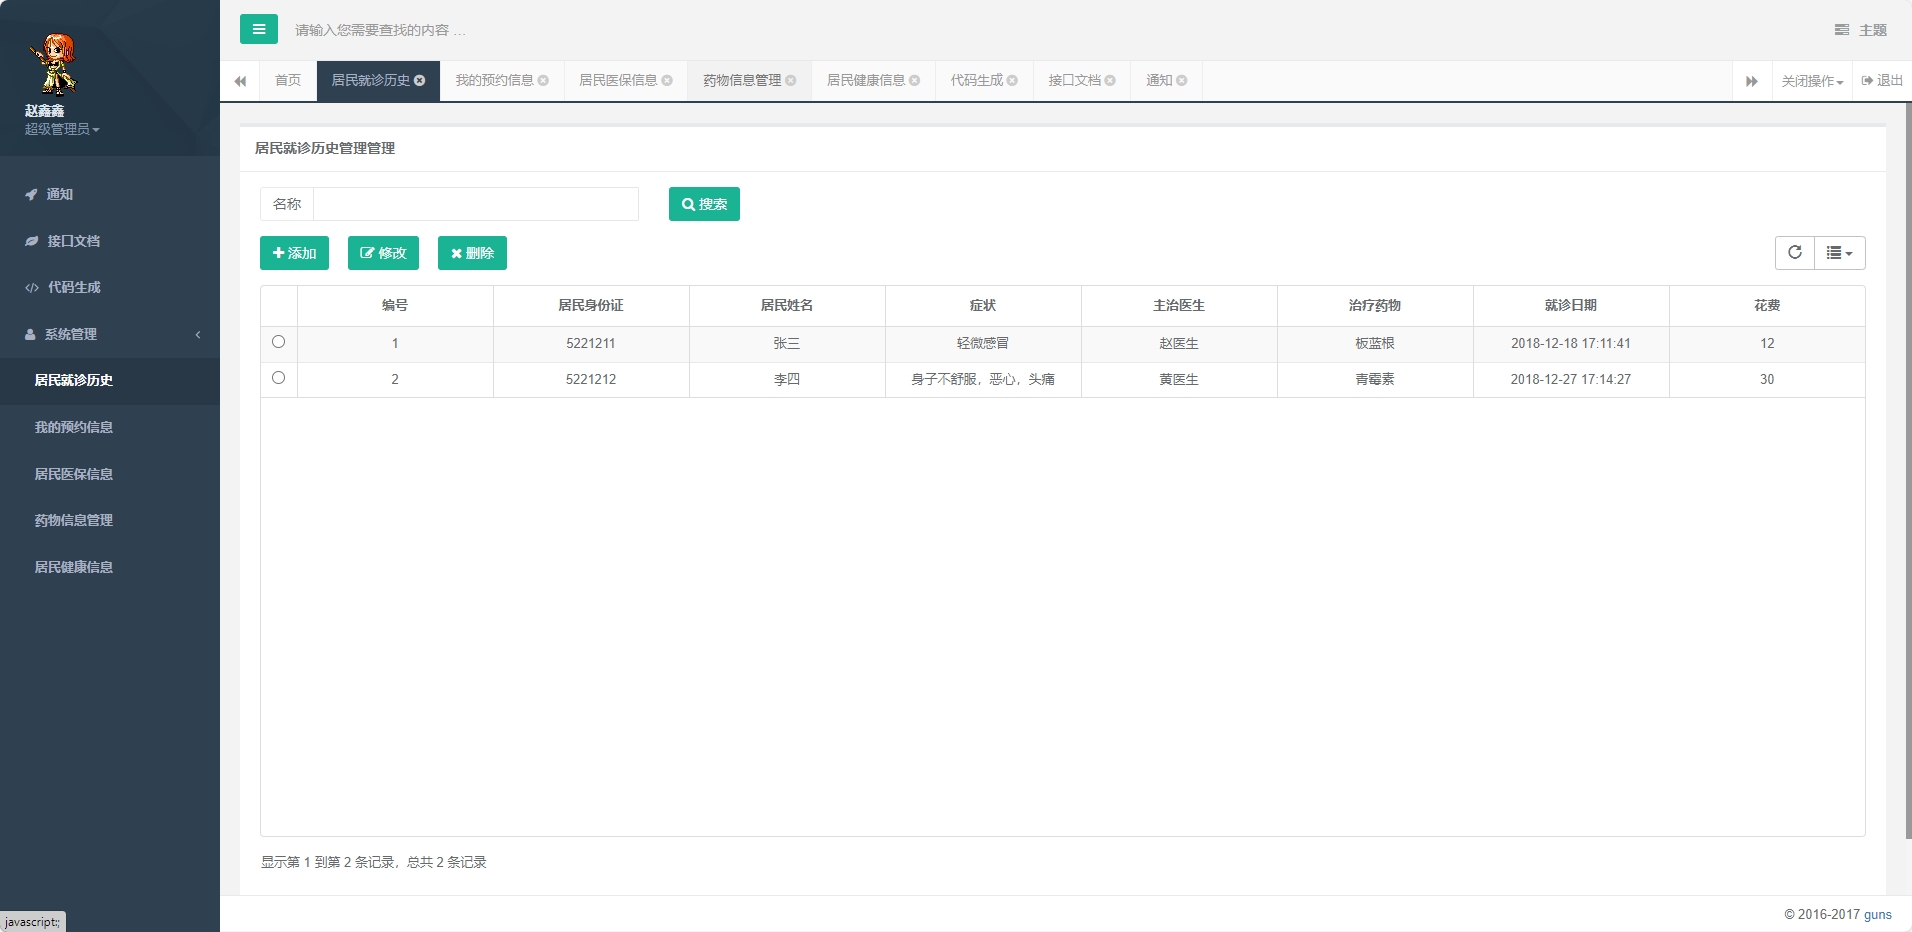 请输入您需要查找的内容 …
主题
赵鑫鑫
超级管理员
首页 居民就诊历史 我的预约信息 居民医保信息 药物信息管理 居民健康信息 代码生成 接口文档 通知 关闭操作 退出
通知
接口文档
代码生成
系统管理
居民就诊历史
我的预约信息
居民医保信息
药物信息管理
居民健康信息
居民就诊历史管理管理
名称 搜索
添加 修改 删除
编号 居民身份证 居民姓名 症状 主治医生 治疗药物 就诊日期 花费
1 5221211 张三 轻微感冒 赵医生 板蓝根 2018-12-18 17:11:41 12
2 5221212 李四 身子不舒服，恶心，头痛 黄医生 青霉素 2018-12-27 17:14:27 30
显示第 1 到第 2 条记录，总共 2 条记录
© 2016-2017 guns
javascript:;